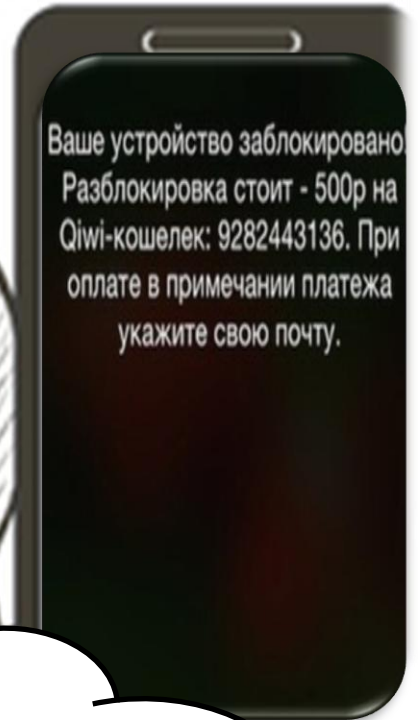 Ваше устройство заблокировано!
Разблокировка стоит - 500р на
Qiwi-кошелек: 9282443136. При
оплате в примечании платежа
укажите свою почту.